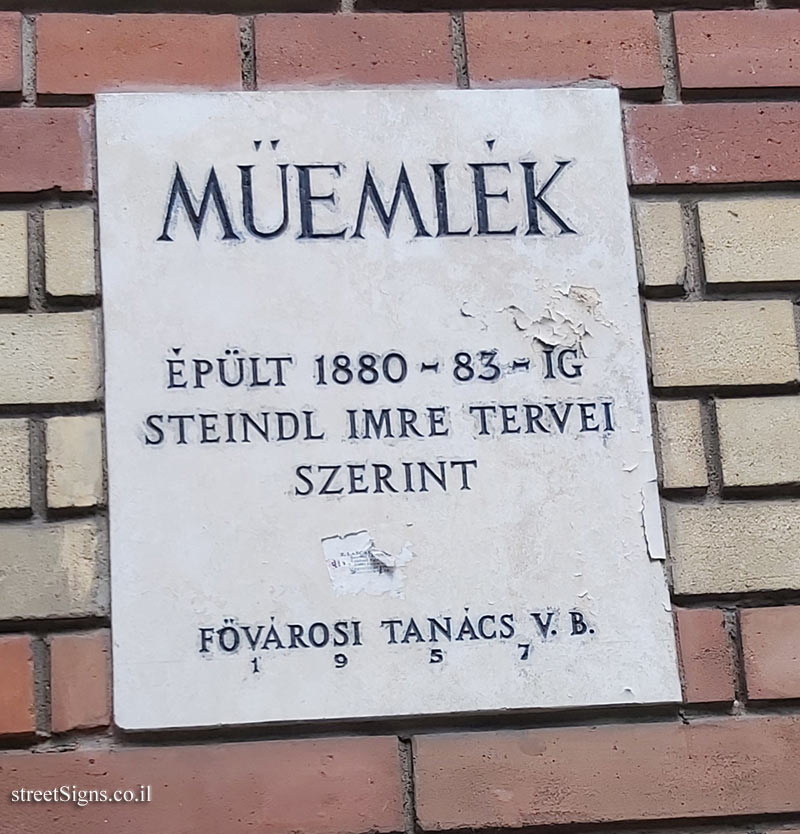 MŰEMLÉK
ÉPÜLT 1880 - 83 - IG
STEINDL IMRE TERVEI
SZERINT
FŐVÁROSI TANÁCS V. B.
1957
streetSigns.co.il